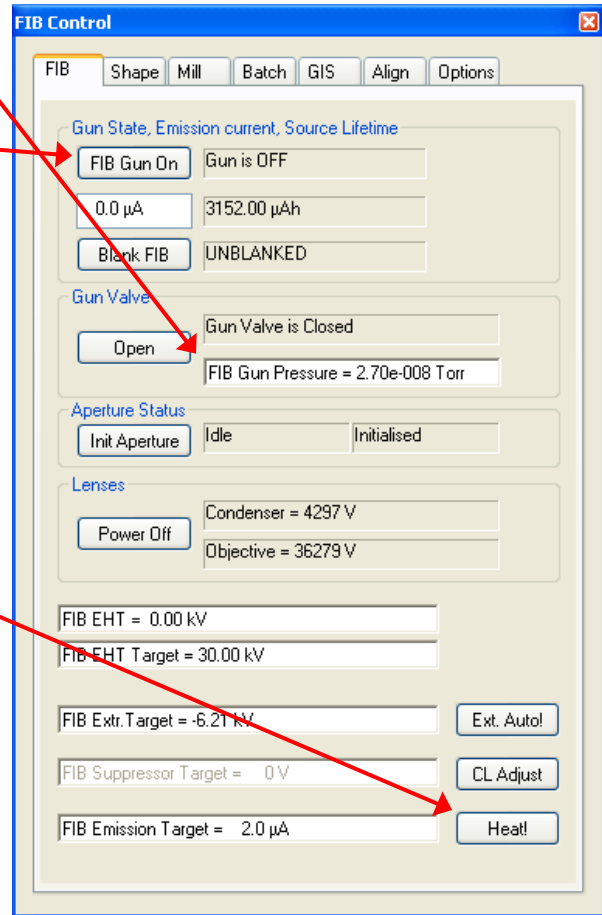 FIB Control
FIB Shape Mill Batch GIS Align Options
Gun State, Emission current, Source Lifetime
FIB Gun On Gun is OFF
0.0 µA 3152.00 µAh
Blank FIB UNBLANKED
Gun Valve
Gun Valve is Closed
Open
FIB Gun Pressure = 2.70e-008 Torr
Aperture Status
Init Aperture Idle Initialised
Lenses
Condenser = 4297 V
Power Off
Objective = 36279 V
FIB EHT = 0.00 kV
FIB EHT Target = 30.00 kV
FIB Extr.Target = -6.21 kV Ext. Auto!
FIB Suppressor Target = 0 V CL Adjust
FIB Emission Target = 2.0 µA Heat!